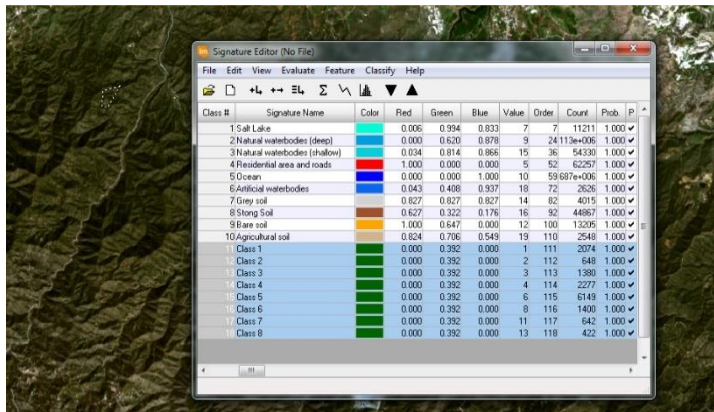 Signature Editor (No File)
File Edit View Evaluate Feature Classify Help
Class # Signature Name Color Red Green Blue Value Order Count Prob. P
1 Salt Lake 0.006 0.994 0.833 7 7 11211 1.000
2 Natural waterbodies (deep) 0.000 0.620 0.878 9 24 113e+006 1.000
3 Natural waterbodies (shallow) 0.034 0.814 0.866 15 36 54330 1.000
4 Residential area and roads 1.000 0.000 0.000 5 52 62257 1.000
5 Ocean 0.000 0.000 1.000 10 59 687e+006 1.000
6 Artificial waterbodies 0.043 0.408 0.937 18 72 2626 1.000
7 Grey soil 0.827 0.827 0.827 14 82 4015 1.000
8 Stong Soil 0.627 0.322 0.176 16 92 44867 1.000
9 Bare soil 1.000 0.647 0.000 12 100 13205 1.000
10 Agricultural soil 0.824 0.706 0.549 19 110 2548 1.000
11 Class 1 0.000 0.392 0.000 1 111 2074 1.000
12 Class 2 0.000 0.392 0.000 2 112 648 1.000
13 Class 3 0.000 0.392 0.000 3 113 1380 1.000
14 Class 4 0.000 0.392 0.000 4 114 2277 1.000
15 Class 5 0.000 0.392 0.000 6 115 6149 1.000
16 Class 6 0.000 0.392 0.000 8 116 1400 1.000
17 Class 7 0.000 0.392 0.000 11 117 642 1.000
18 Class 8 0.000 0.392 0.000 13 118 422 1.000